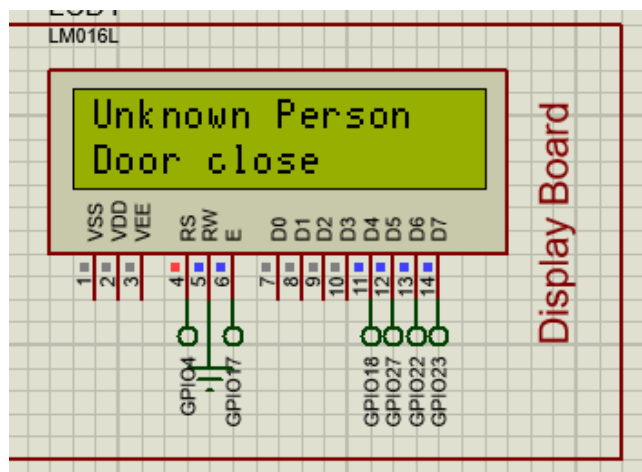 LM016L
Unknown Person
Door close
Display Board
VSS VDD VEE RS RW E D0 D1 D2 D3 D4 D5 D6 D7
1 2 3 4 5 6 7 8 9 10 11 12 13 14
GPIO4 GPIO17 GPIO18 GPIO27 GPIO22 GPIO23